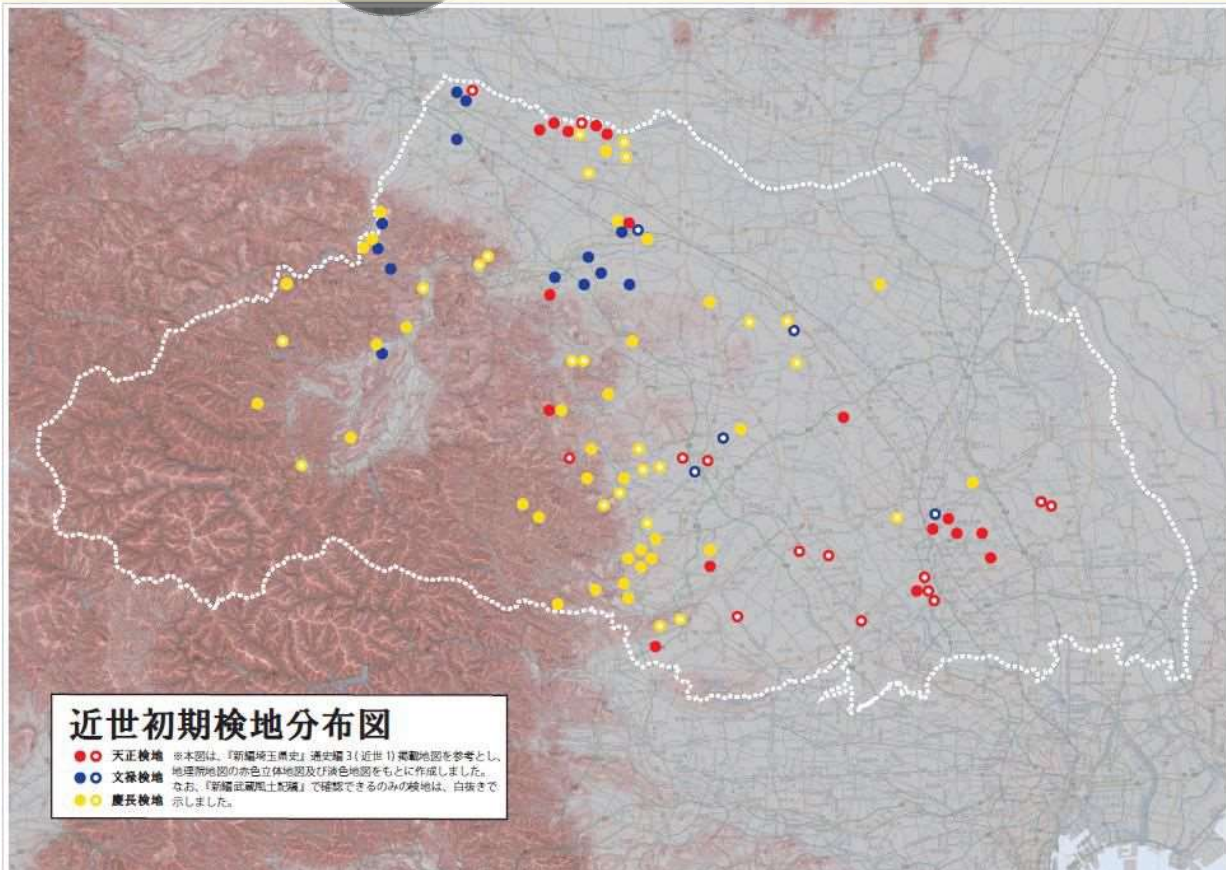 近世初期検地分布図
天正検地 ※本図は、『新編埼玉県史』通史編3(近世1)掲載地図を参考とし、
文禄検地 地理院地図の赤色立体地図及び淡色地図をもとに作成しました。
なお、『新編武蔵風土記稿』で確認できるのみの検地は、白抜きで
慶長検地 示しました。